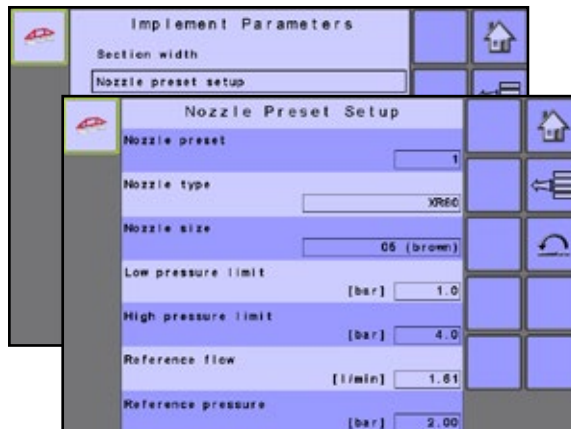 Implement Parameters
Section width
Nozzle preset setup
Nozzle Preset Setup
Nozzle preset
1
Nozzle type
XR80
Nozzle size
05 (brown)
Low pressure limit
[bar] 1.0
High pressure limit
[bar] 4.0
Reference flow
[l/min] 1.61
Reference pressure
[bar] 2.00